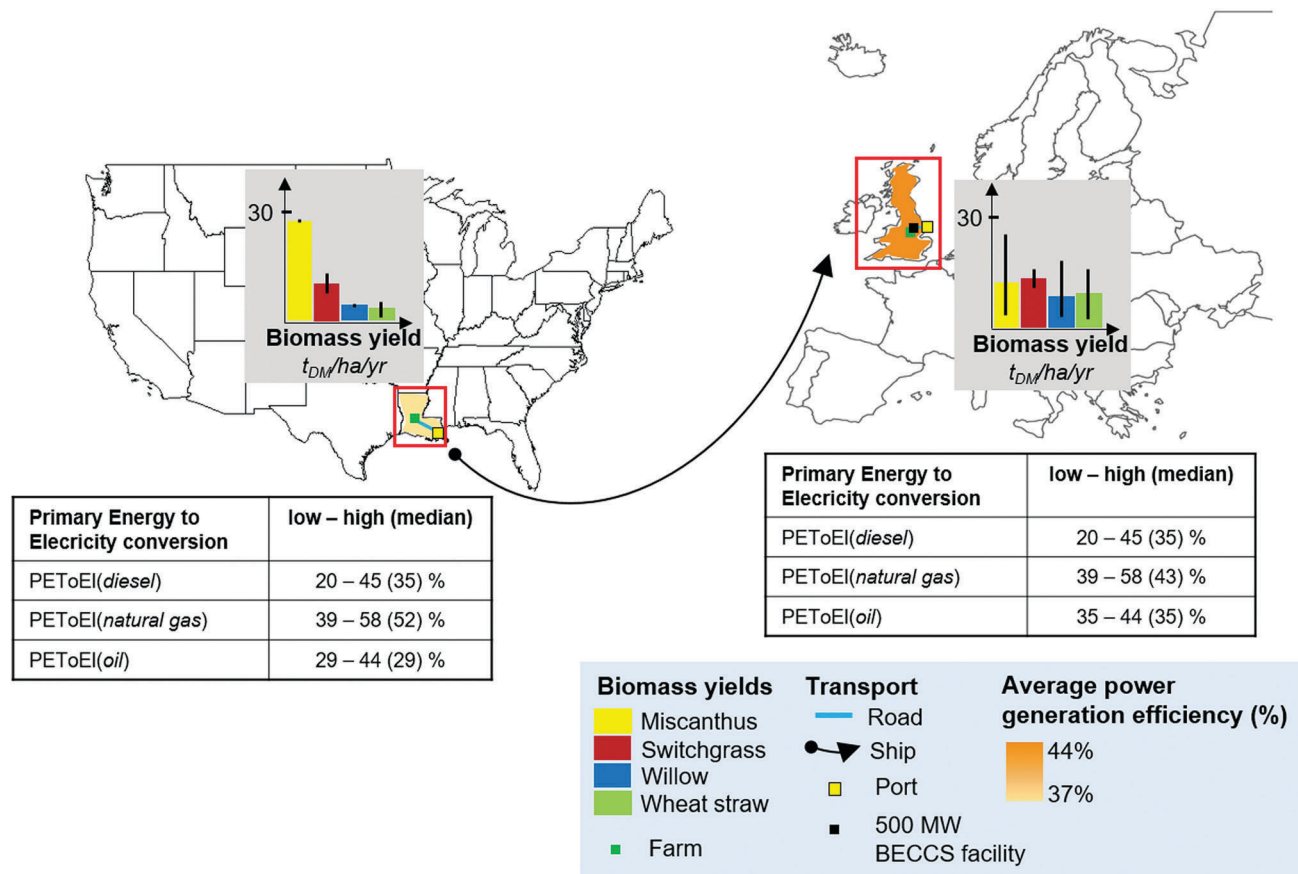 30
Biomass yield
tDM/ha/yr
30
Biomass yield
tDM/ha/yr
Primary Energy to
Elecricity conversion
low – high (median)
PEToEl(diesel)
20 – 45 (35) %
PEToEl(natural gas)
39 – 58 (52) %
PEToEl(oil)
29 – 44 (29) %
Primary Energy to
Elecricity conversion
low – high (median)
PEToEl(diesel)
20 – 45 (35) %
PEToEl(natural gas)
39 – 58 (43) %
PEToEl(oil)
35 – 44 (35) %
Biomass yields
Miscanthus
Switchgrass
Willow
Wheat straw
Farm
Transport
Road
Ship
Port
500 MW
BECCS facility
Average power
generation efficiency (%)
44%
37%